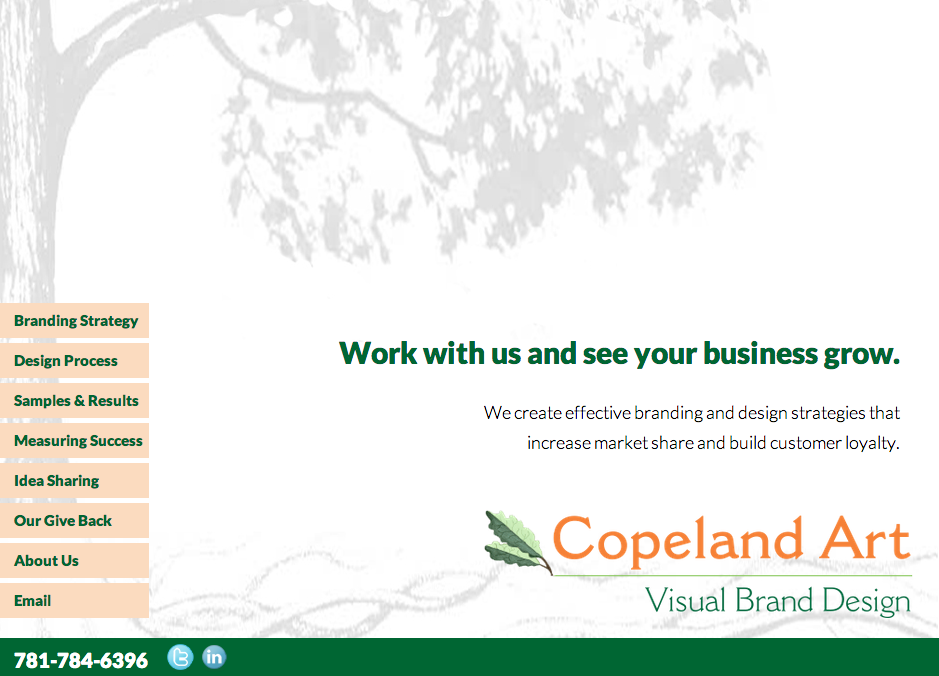 Branding Strategy
Design Process
Samples & Results
Measuring Success
Idea Sharing
Our Give Back
About Us
Email
Work with us and see your business grow.
We create effective branding and design strategies that
increase market share and build customer loyalty.
Copeland Art
Visual Brand Design
781-784-6396
t in